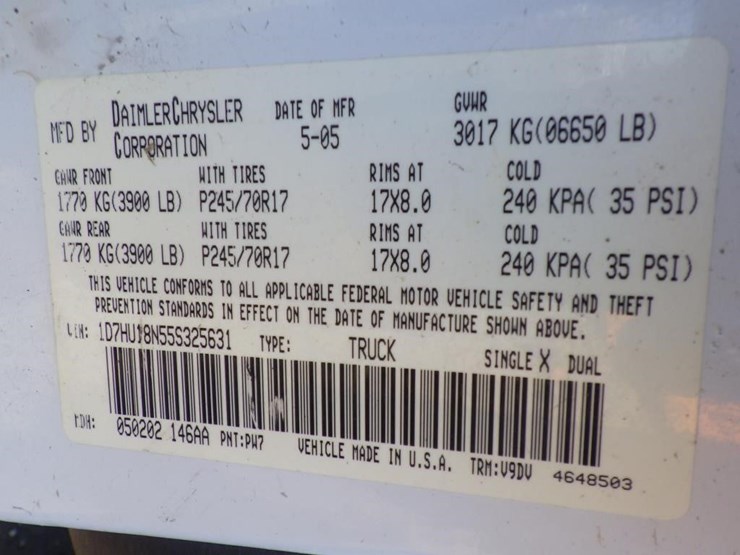 MFD BY DAIMLERCHRYSLER CORPORATION DATE OF MFR 5-05 GVWR 3017 KG(06650 LB)
GAWR FRONT WITH TIRES RIMS AT COLD
1770 KG(3900 LB) P245/70R17 17X8.0 240 KPA( 35 PSI)
GAWR REAR WITH TIRES RIMS AT COLD
1770 KG(3900 LB) P245/70R17 17X8.0 240 KPA( 35 PSI)
THIS VEHICLE CONFORMS TO ALL APPLICABLE FEDERAL MOTOR VEHICLE SAFETY AND THEFT
PREVENTION STANDARDS IN EFFECT ON THE DATE OF MANUFACTURE SHOWN ABOVE.
VIN: 1D7HU18N55S325631 TYPE: TRUCK SINGLE X DUAL
MDH: 050202 146AA PNT:PW7 VEHICLE MADE IN U.S.A. TRM:V9DV 4648503